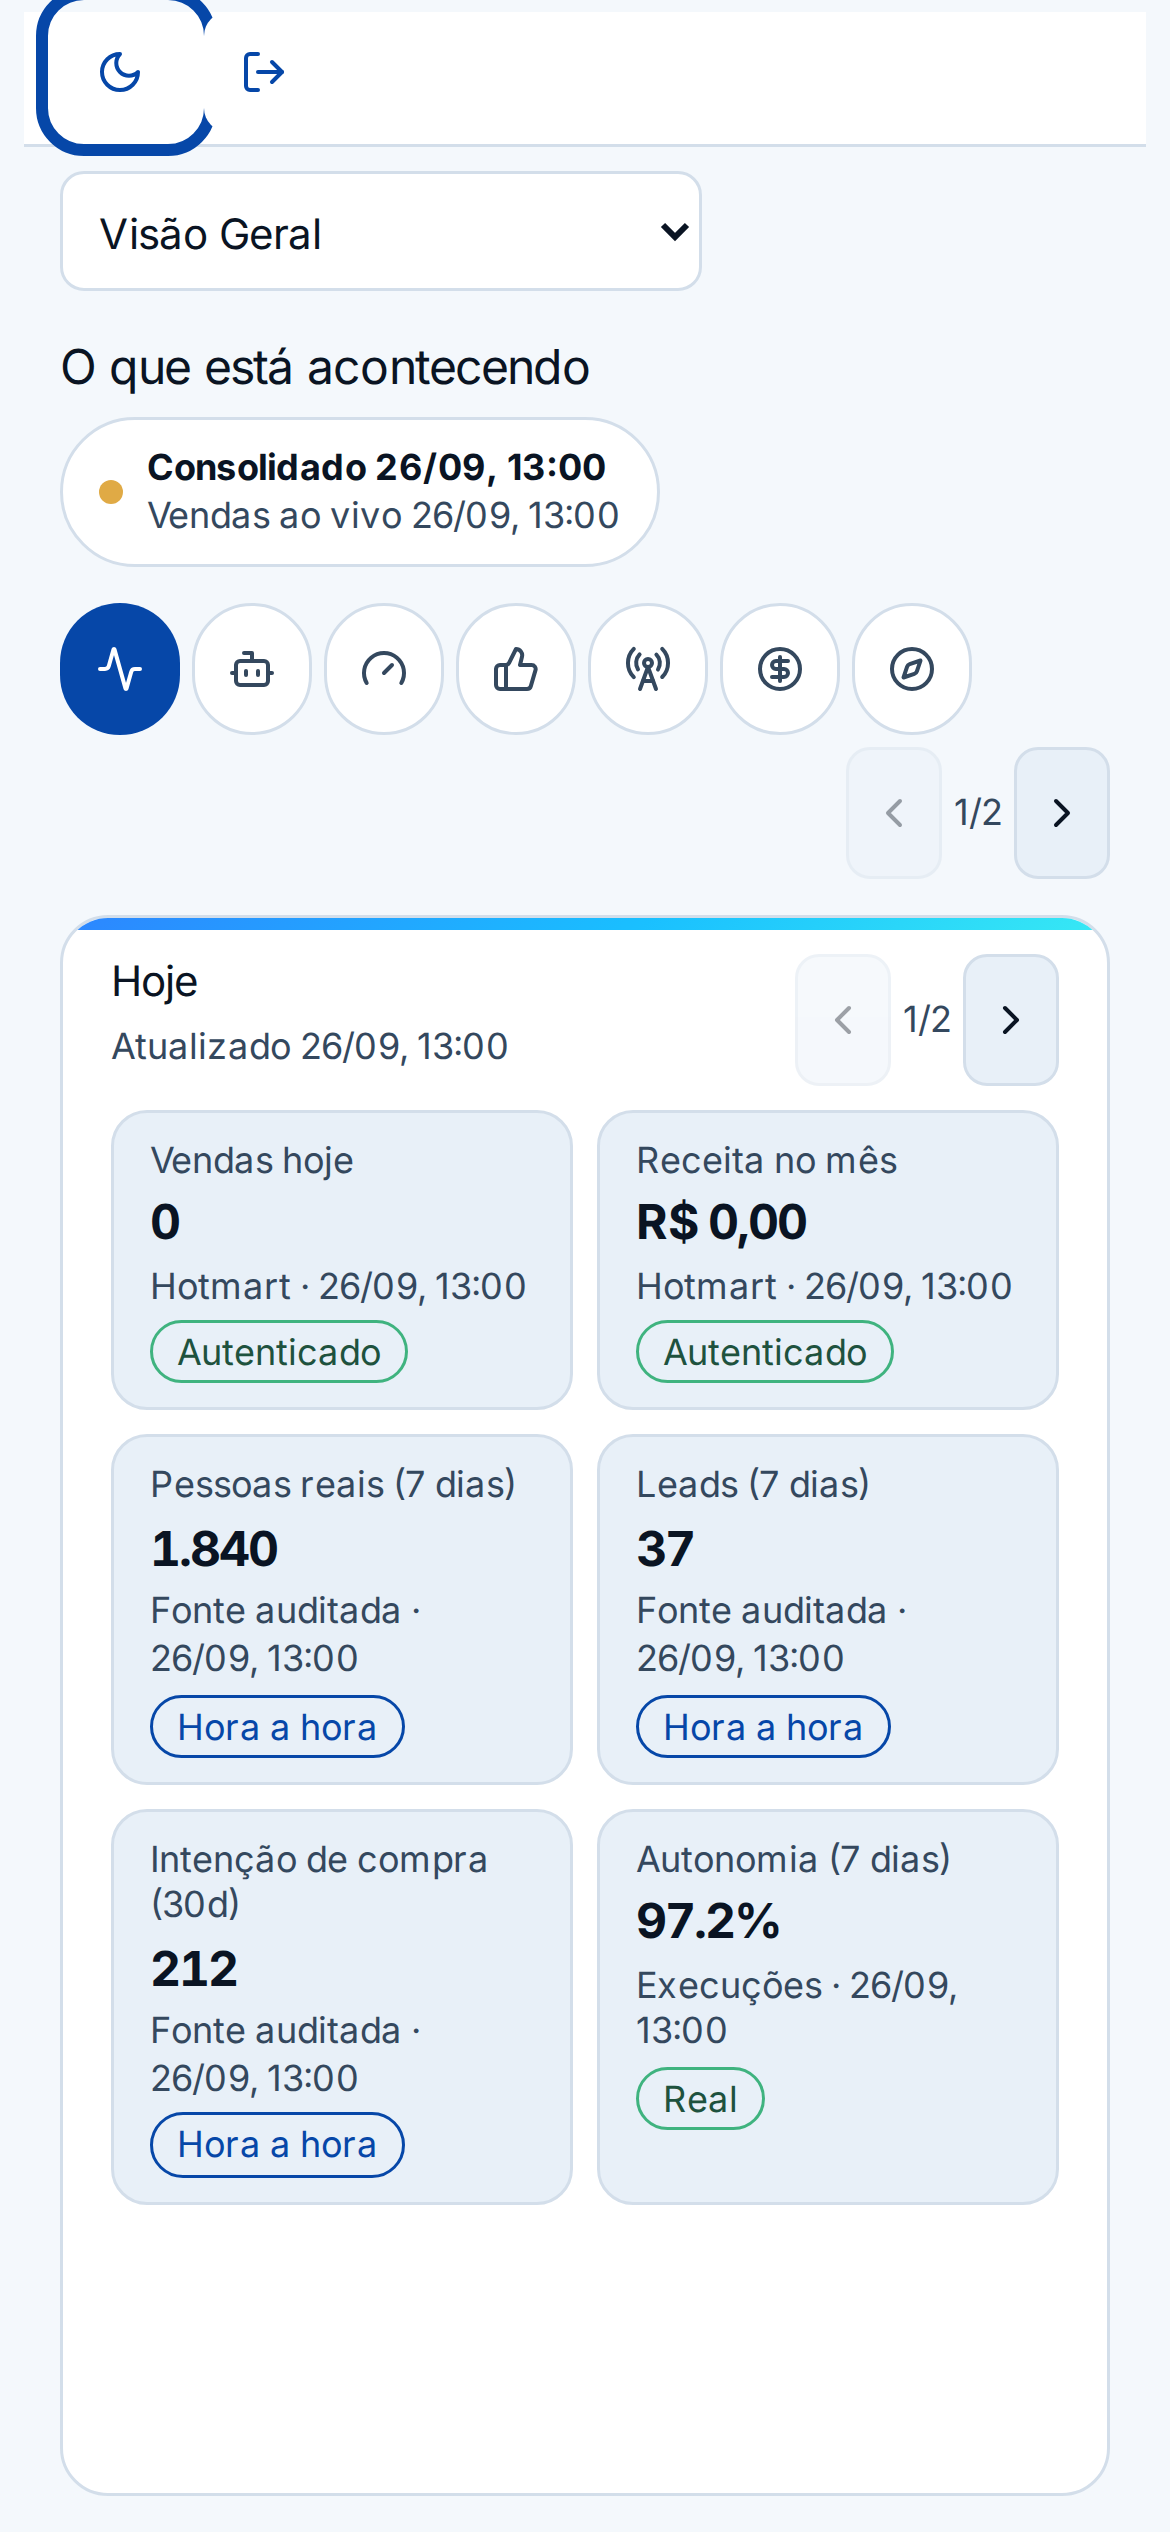 Visão Geral
O que está acontecendo
Consolidado 26/09, 13:00
Vendas ao vivo 26/09, 13:00
1/2
Hoje
Atualizado 26/09, 13:00
1/2
Vendas hoje
0
Hotmart · 26/09, 13:00
Autenticado
Receita no mês
R$ 0,00
Hotmart · 26/09, 13:00
Autenticado
Pessoas reais (7 dias)
1.840
Fonte auditada ·
26/09, 13:00
Hora a hora
Leads (7 dias)
37
Fonte auditada ·
26/09, 13:00
Hora a hora
Intenção de compra
(30d)
212
Fonte auditada ·
26/09, 13:00
Hora a hora
Autonomia (7 dias)
97.2%
Execuções · 26/09,
13:00
Real